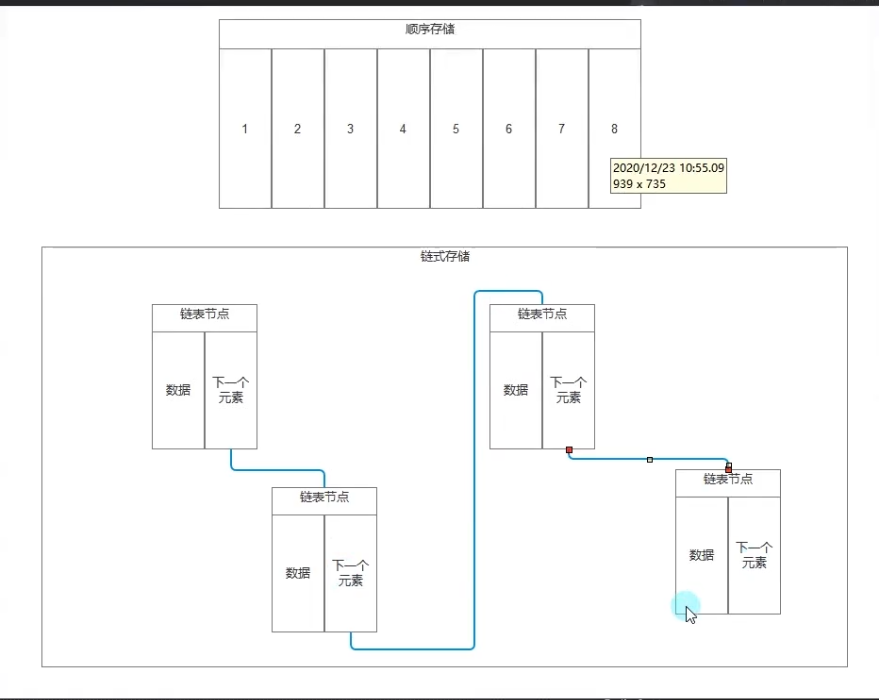 顺序存储
1 2 3 4 5 6 7 8
2020/12/23 10:55.09
939 x 735
链式存储
链表节点
数据
下一个
元素
链表节点
数据
下一个
元素
链表节点
数据
下一个
元素
链表节点
数据
下一个
元素